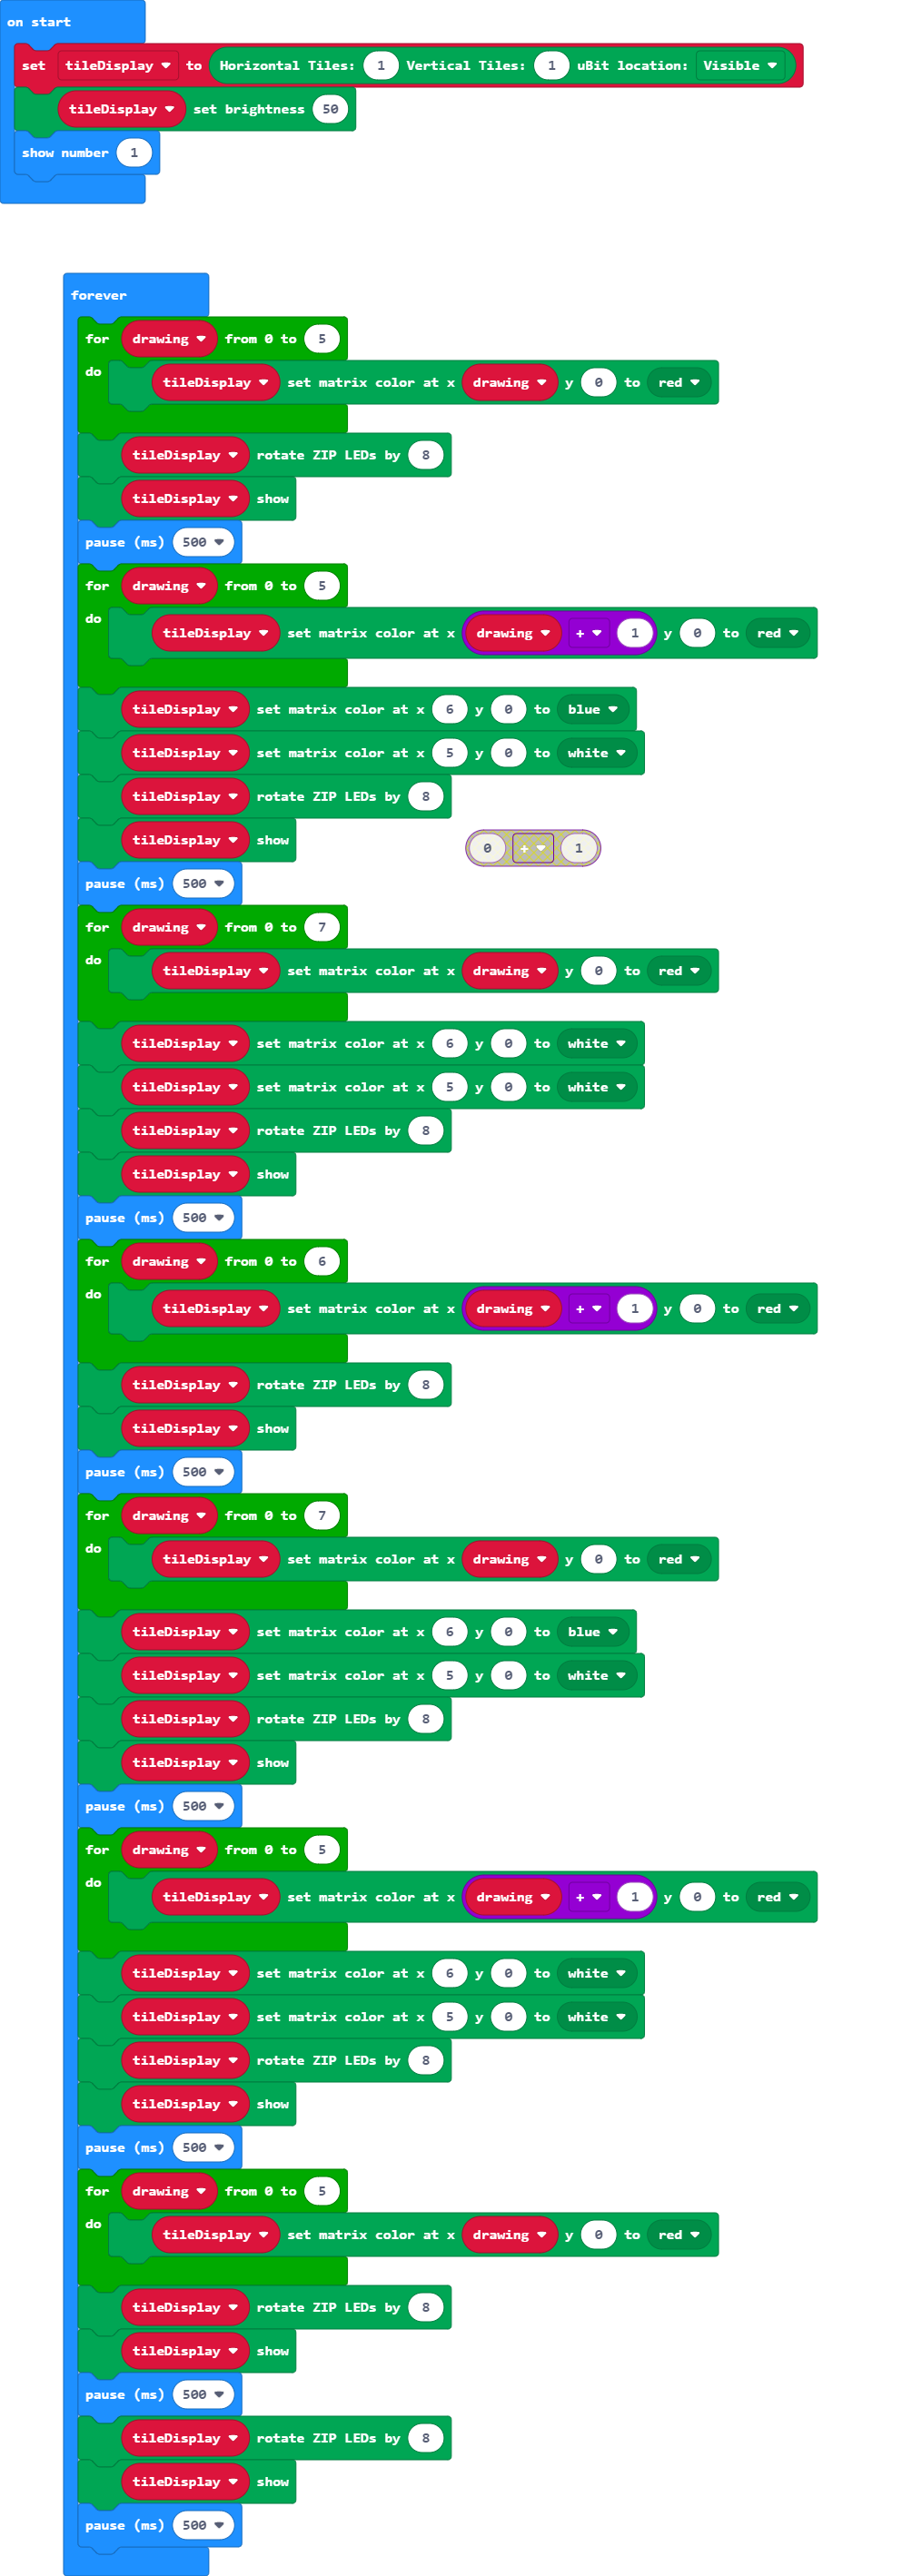 on start
set tileDisplay to Horizontal Tiles: 1 Vertical Tiles: 1 uBit location: Visible
tileDisplay set brightness 50
show number 1
forever
for drawing from 0 to 5
do tileDisplay set matrix color at x drawing y 0 to red
tileDisplay rotate ZIP LEDs by 8
tileDisplay show
pause (ms) 500
for drawing from 0 to 5
do tileDisplay set matrix color at x drawing + 1 y 0 to red
tileDisplay set matrix color at x 6 y 0 to blue
tileDisplay set matrix color at x 5 y 0 to white
tileDisplay rotate ZIP LEDs by 8
tileDisplay show
0 + 1
pause (ms) 500
for drawing from 0 to 7
do tileDisplay set matrix color at x drawing y 0 to red
tileDisplay set matrix color at x 6 y 0 to white
tileDisplay set matrix color at x 5 y 0 to white
tileDisplay rotate ZIP LEDs by 8
tileDisplay show
pause (ms) 500
for drawing from 0 to 6
do tileDisplay set matrix color at x drawing + 1 y 0 to red
tileDisplay rotate ZIP LEDs by 8
tileDisplay show
pause (ms) 500
for drawing from 0 to 7
do tileDisplay set matrix color at x drawing y 0 to red
tileDisplay set matrix color at x 6 y 0 to blue
tileDisplay set matrix color at x 5 y 0 to white
tileDisplay rotate ZIP LEDs by 8
tileDisplay show
pause (ms) 500
for drawing from 0 to 5
do tileDisplay set matrix color at x drawing + 1 y 0 to red
tileDisplay set matrix color at x 6 y 0 to white
tileDisplay set matrix color at x 5 y 0 to white
tileDisplay rotate ZIP LEDs by 8
tileDisplay show
pause (ms) 500
for drawing from 0 to 5
do tileDisplay set matrix color at x drawing y 0 to red
tileDisplay rotate ZIP LEDs by 8
tileDisplay show
pause (ms) 500
tileDisplay rotate ZIP LEDs by 8
tileDisplay show
pause (ms) 500